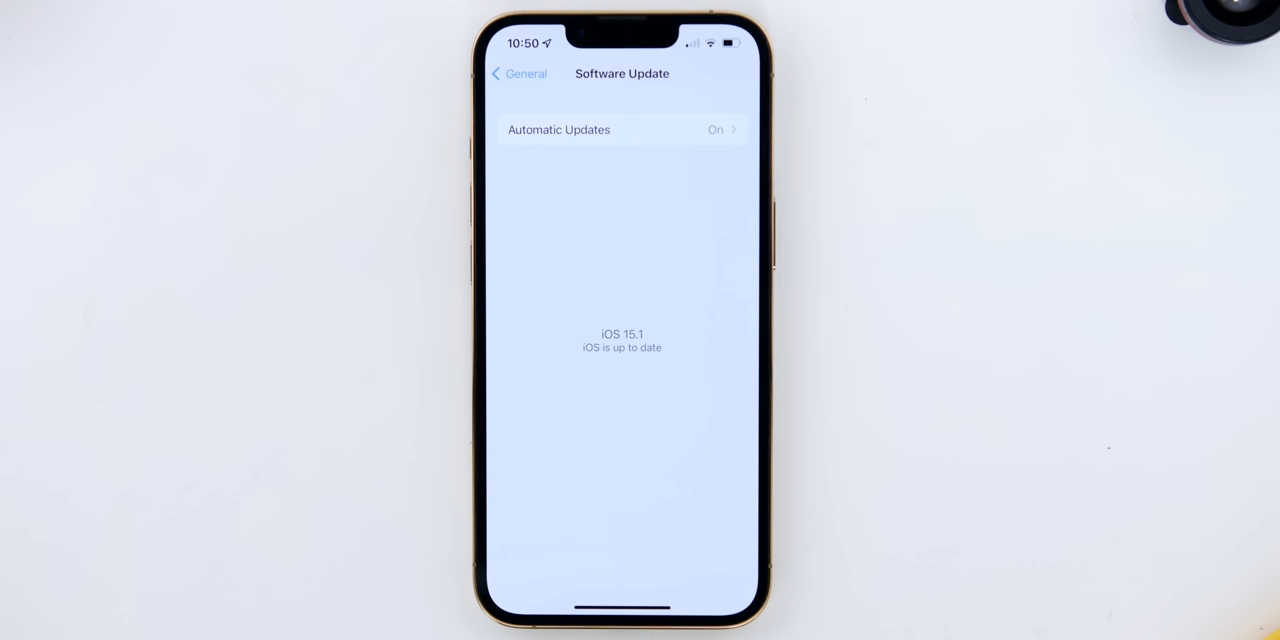 10:50
General
Software Update
Automatic Updates
On
iOS 15.1
iOS is up to date